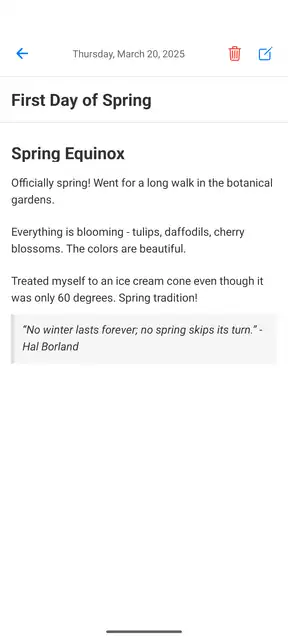 Thursday, March 20, 2025
First Day of Spring
Spring Equinox
Officially spring! Went for a long walk in the botanical
gardens.
Everything is blooming - tulips, daffodils, cherry
blossoms. The colors are beautiful.
Treated myself to an ice cream cone even though it
was only 60 degrees. Spring tradition!
"No winter lasts forever; no spring skips its turn." -
Hal Borland